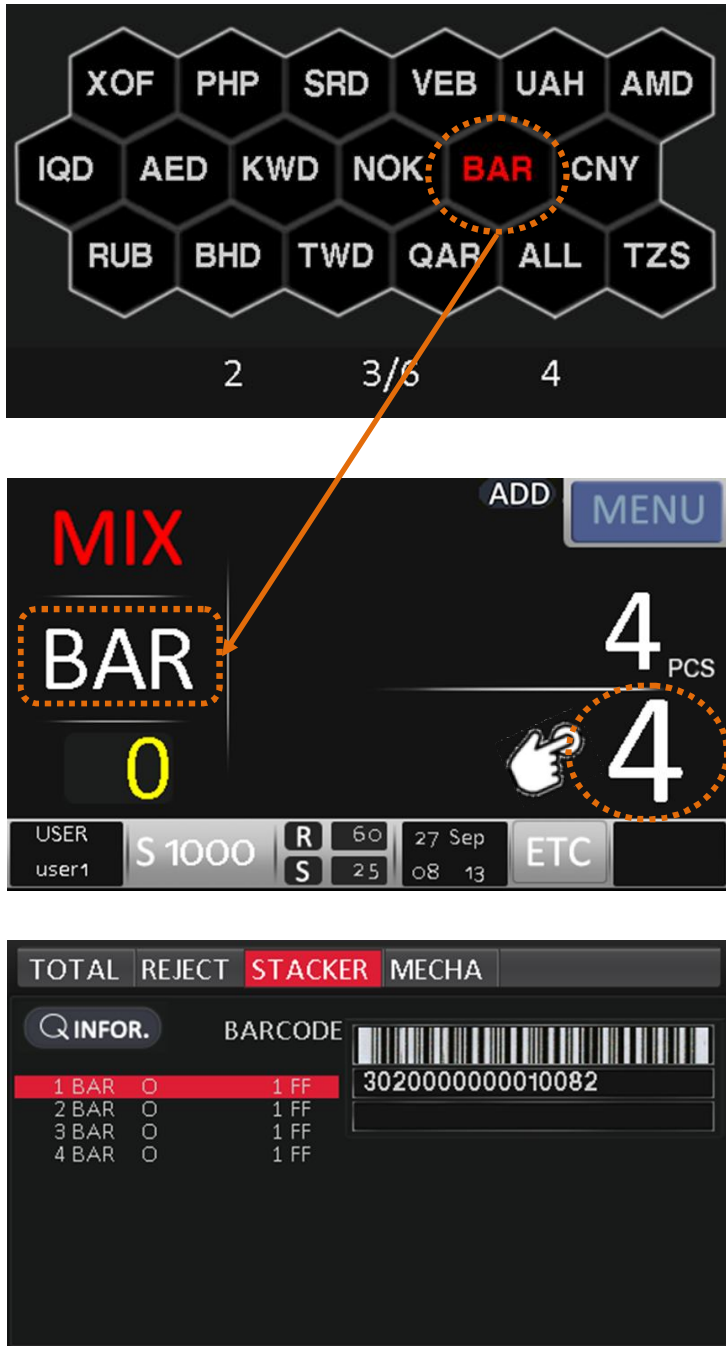 XOF PHP SRD VEB UAH AMD
IQD AED KWD NOK BAR CNY
RUB BHD TWD QAR ALL TZS
2 3/6 4
ADD MENU
MIX
BAR
4 PCS
0
4
USER
user1
S 1000
R 60
S 25
27 Sep
08 13
ETC
TOTAL REJECT STACKER MECHA
INFOR. BARCODE
3020000000010082
1 BAR O 1 FF
2 BAR O 1 FF
3 BAR O 1 FF
4 BAR O 1 FF